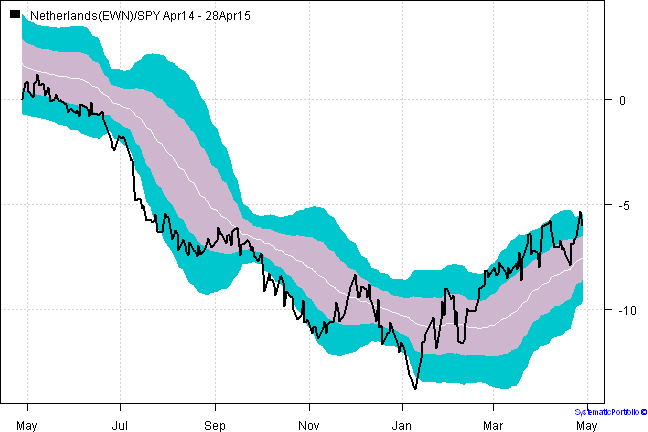 Netherlands(EWN)/SPY Apr14 - 28Apr15
0
-5
-10
May Jul Sep Nov Jan Mar May
SystematicPortfolio ©